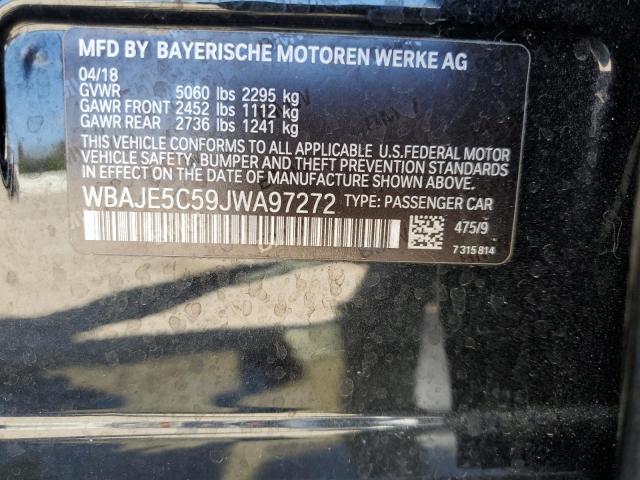 MFD BY BAYERISCHE MOTOREN WERKE AG
04/18
GVWR 5060 lbs 2295 kg
GAWR FRONT 2452 lbs 1112 kg
GAWR REAR 2736 lbs 1241 kg
THIS VEHICLE CONFORMS TO ALL APPLICABLE U.S.FEDERAL MOTOR
VEHICLE SAFETY, BUMPER AND THEFT PREVENTION STANDARDS
IN EFFECT ON THE DATE OF MANUFACTURE SHOWN ABOVE.
WBAJE5C59JWA97272 TYPE: PASSENGER CAR
475/9
7 315 814